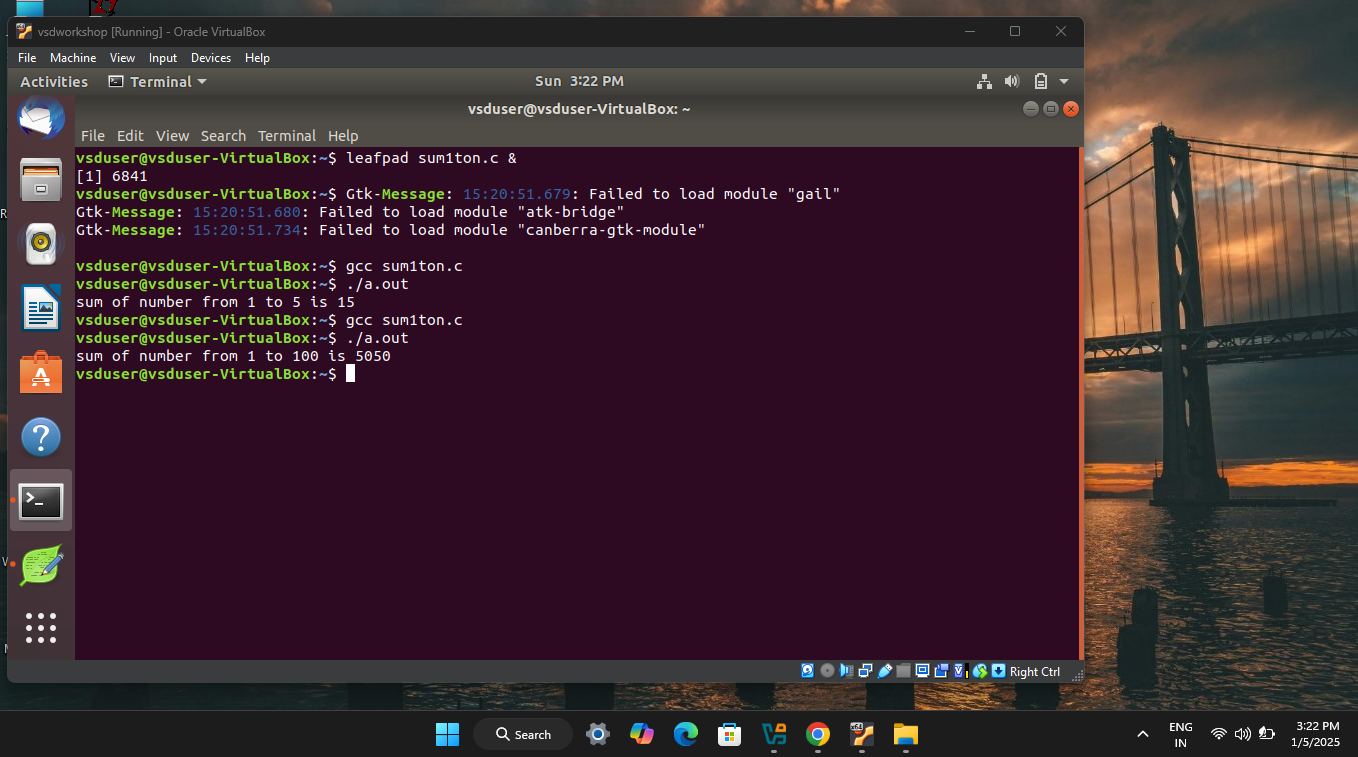 vsdworkshop [Running] - Oracle VirtualBox
File Machine View Input Devices Help
Activities Terminal Sun 3:22 PM
vsduser@vsduser-VirtualBox: ~
File Edit View Search Terminal Help
vsduser@vsduser-VirtualBox:~$ leafpad sum1ton.c &
[1] 6841
vsduser@vsduser-VirtualBox:~$ Gtk-Message: 15:20:51.679: Failed to load module "gail"
Gtk-Message: 15:20:51.680: Failed to load module "atk-bridge"
Gtk-Message: 15:20:51.734: Failed to load module "canberra-gtk-module"
vsduser@vsduser-VirtualBox:~$ gcc sum1ton.c
vsduser@vsduser-VirtualBox:~$ ./a.out
sum of number from 1 to 5 is 15
vsduser@vsduser-VirtualBox:~$ gcc sum1ton.c
vsduser@vsduser-VirtualBox:~$ ./a.out
sum of number from 1 to 100 is 5050
vsduser@vsduser-VirtualBox:~$
Right Ctrl
Search
ENG
IN
3:22 PM
1/5/2025